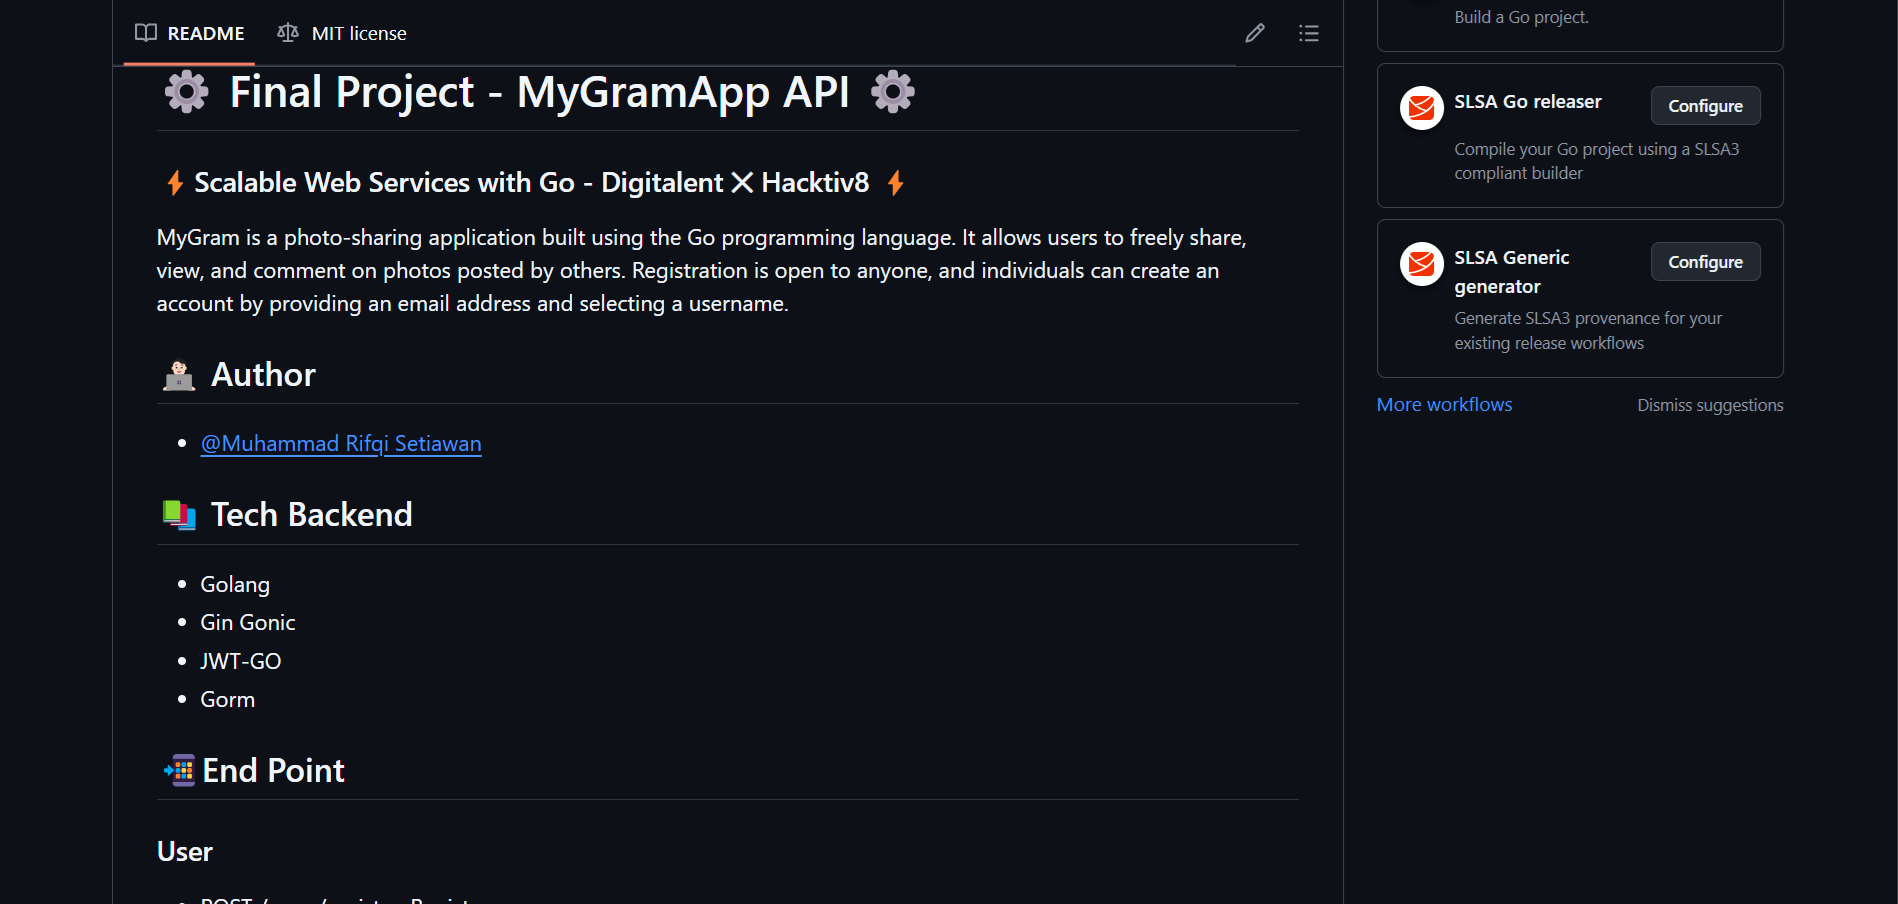 README
MIT license
Final Project - MyGramApp API
Scalable Web Services with Go - Digitalent ✕ Hacktiv8
MyGram is a photo-sharing application built using the Go programming language. It allows users to freely share,
view, and comment on photos posted by others. Registration is open to anyone, and individuals can create an
account by providing an email address and selecting a username.
Author
@Muhammad Rifqi Setiawan
Tech Backend
Golang
Gin Gonic
JWT-GO
Gorm
End Point
User
Build a Go project.
SLSA Go releaser
Configure
Compile your Go project using a SLSA3
compliant builder
SLSA Generic
generator
Configure
Generate SLSA3 provenance for your
existing release workflows
More workflows
Dismiss suggestions